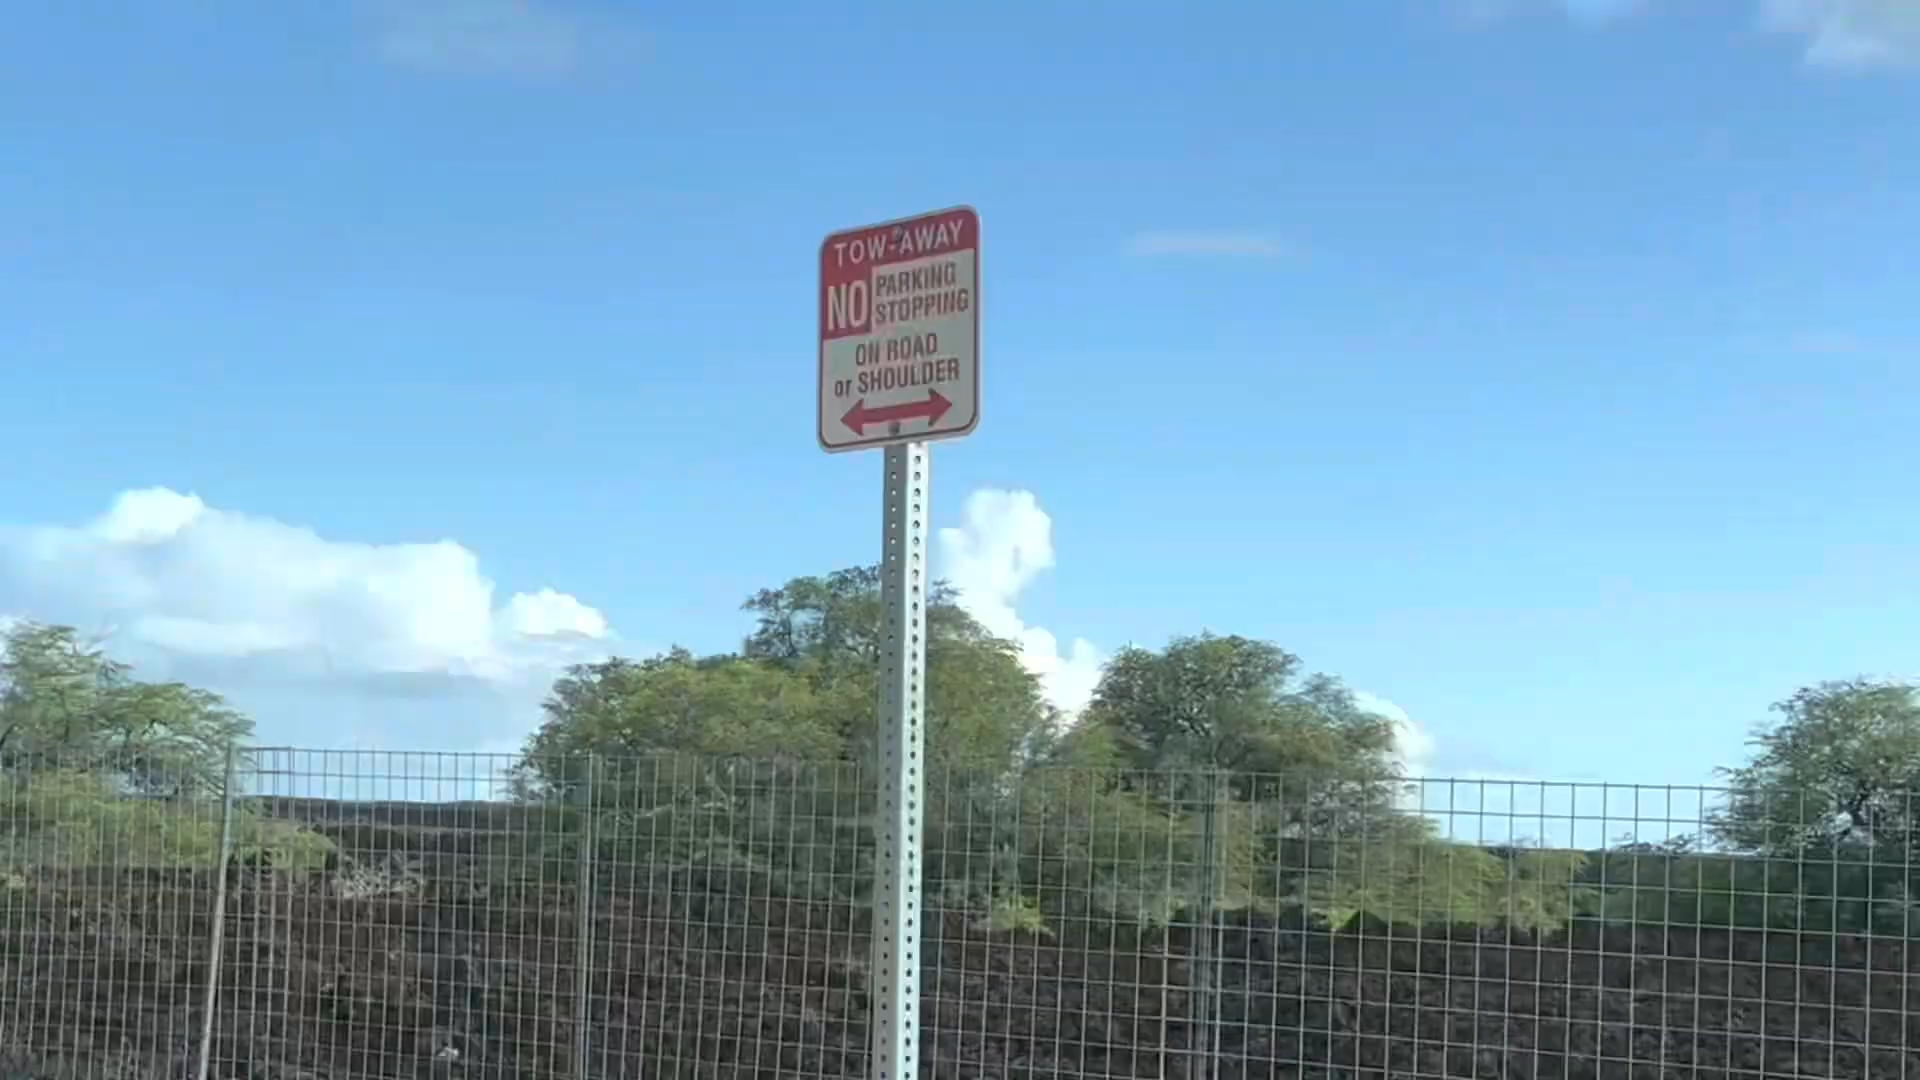 TOW-AWAY
NO PARKING
STOPPING
ON ROAD
or SHOULDER